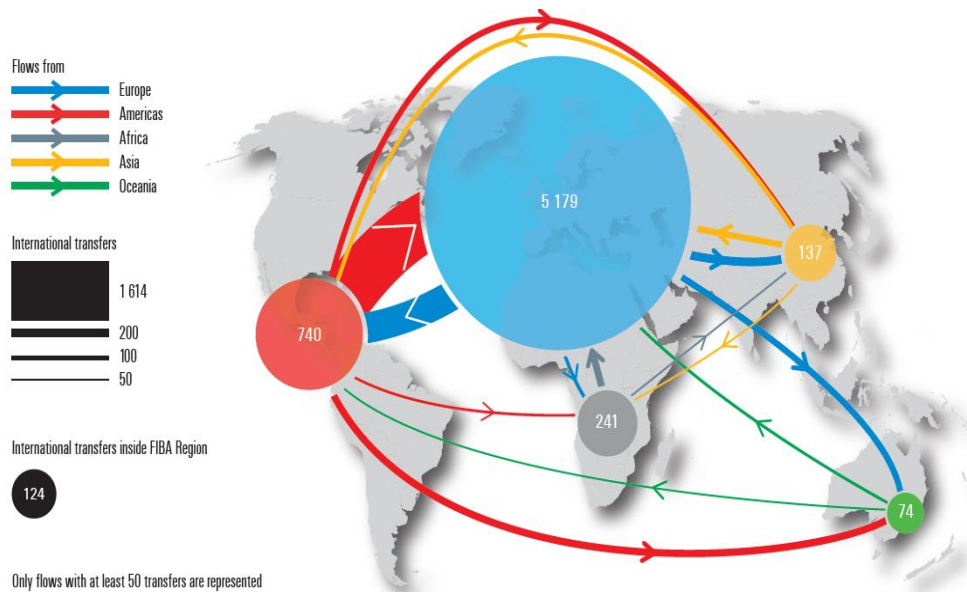 Flows from
Europe
Americas
Africa
Asia
Oceania
International transfers
1 614
200
100
50
International transfers inside FIBA Region
124
Only flows with at least 50 transfers are represented
5 179
137
740
241
74